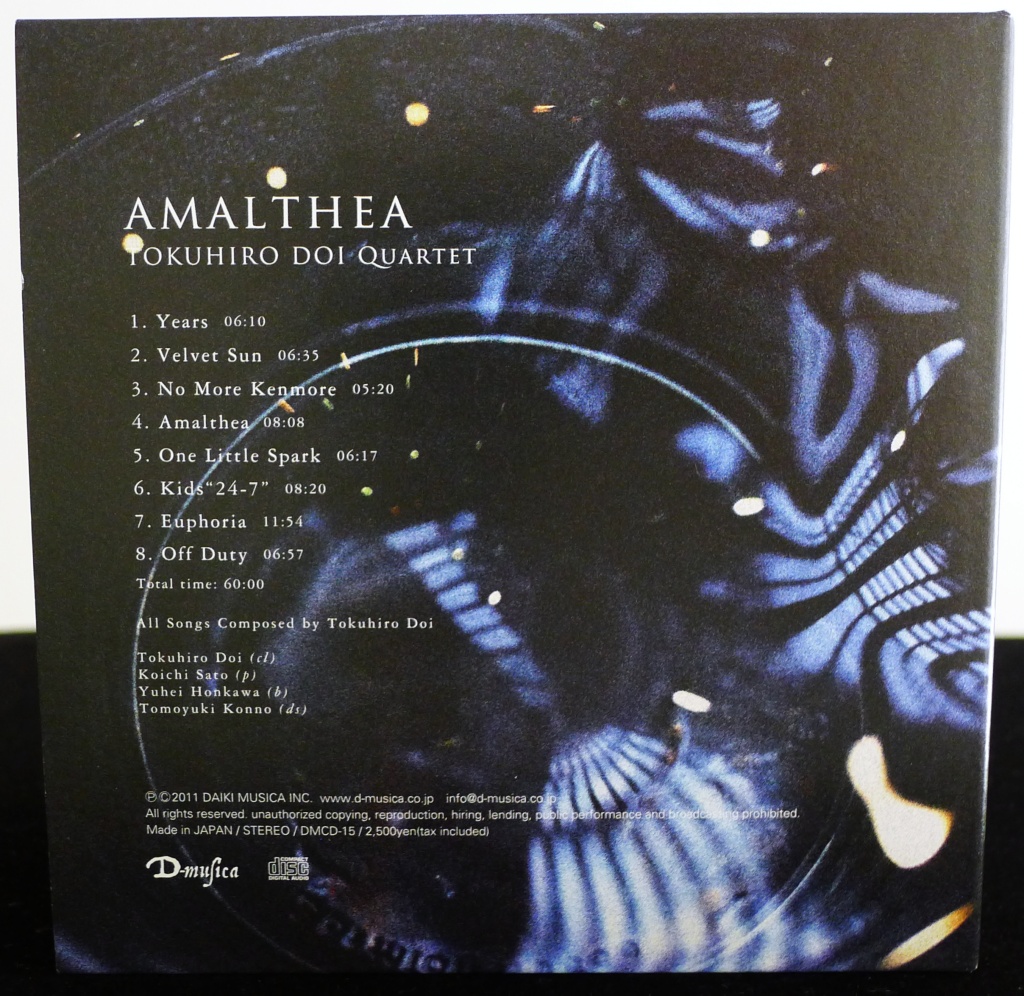 AMALTHEA
TOKUHIRO DOI QUARTET
1. Years 06:10
2. Velvet Sun 06:35
3. No More Kenmore 05:20
4. Amalthea 08:08
5. One Little Spark 06:17
6. Kids“24-7” 08:20
7. Euphoria 11:54
8. Off Duty 06:57
Total time: 60:00
All Songs Composed by Tokuhiro Doi
Tokuhiro Doi (cl)
Koichi Sato (p)
Yuhei Honkawa (b)
Tomoyuki Konno (ds)
℗©2011 DAIKI MUSICA INC. www.d-musica.co.jp info@d-musica.co.jp
All rights reserved. unauthorized copying, reproduction, hiring, lending, public performance and broadcasting prohibited.
Made in JAPAN / STEREO / DMCD-15 / 2,500yen(tax included)
D-musica
COMPACT
disc
DIGITAL AUDIO